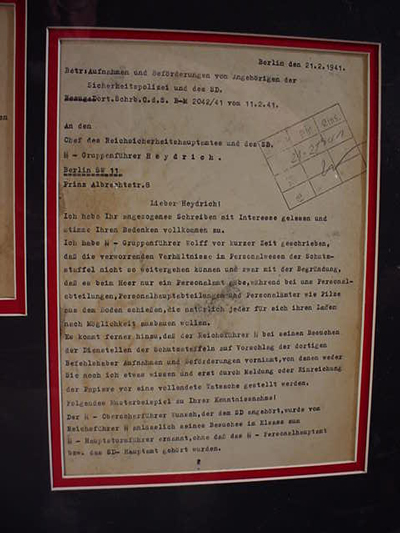 Berlin den 21.2.1941.
Betr:Aufnahmen und Beförderungen von Angehörigen der
Sicherheitspolizei und des SD.
Bezug:Dort.Schrb.C.d.S. B-M 2042/41 vom 11.2.41.
An den
Chef des Reichssicherheitshauptamtes und des SD.
SS - Gruppenführer Heydrich.
Berlin SW 11
Prinz Albrechtstr.8
Lieber Heydrich!
Ich habe Ihr angezogenes Schreiben mit Interesse gelesen und
stimme Ihren Bedenken vollkommen zu.
Ich habe SS - Gruppenführer Wolff vor kurzer Zeit geschrieben,
daß die verworrenden Verhältnisse im Personalwesen der Schutz-
staffel nicht so weitergehen können und zwar mit der Begründung,
daß es beim Heer nur ein Personalamt gäbe, während bei uns Personal-
abteilungen, Personalhauptabteilungen und Personalämter wie Pilze
aus dem Boden schießen, die natürlich jeder für sich ihren Laden
nach Möglichkeit ausbauen wollen.
Es kommt ferner hinzu, daß der Reichsführer SS bei seinen Besuchen
der Dienstellen der Schutzstaffeln auf Vorschlag der dortigen
Befehlshaber Aufnahmen und Beförderungen vornimmt, von denen weder
Sie noch ich etwas wissen und erst durch Meldung oder Einreichung
der Papiere vor eine vollendete Tatsache gestellt werden.
Folgendes Musterbeispiel zu Ihrer Kenntnisnahme!
Der SS - Oberscharführer Wunsch, der dem SD angehört, wurde vom
Reichsführer SS anlässlich seines Besuches im Elsass zum
SS - Hauptsturmführer ernannt, ohne daß das SS - Personalhauptamt
bzw. das SD- Hauptamt gehört wurden.